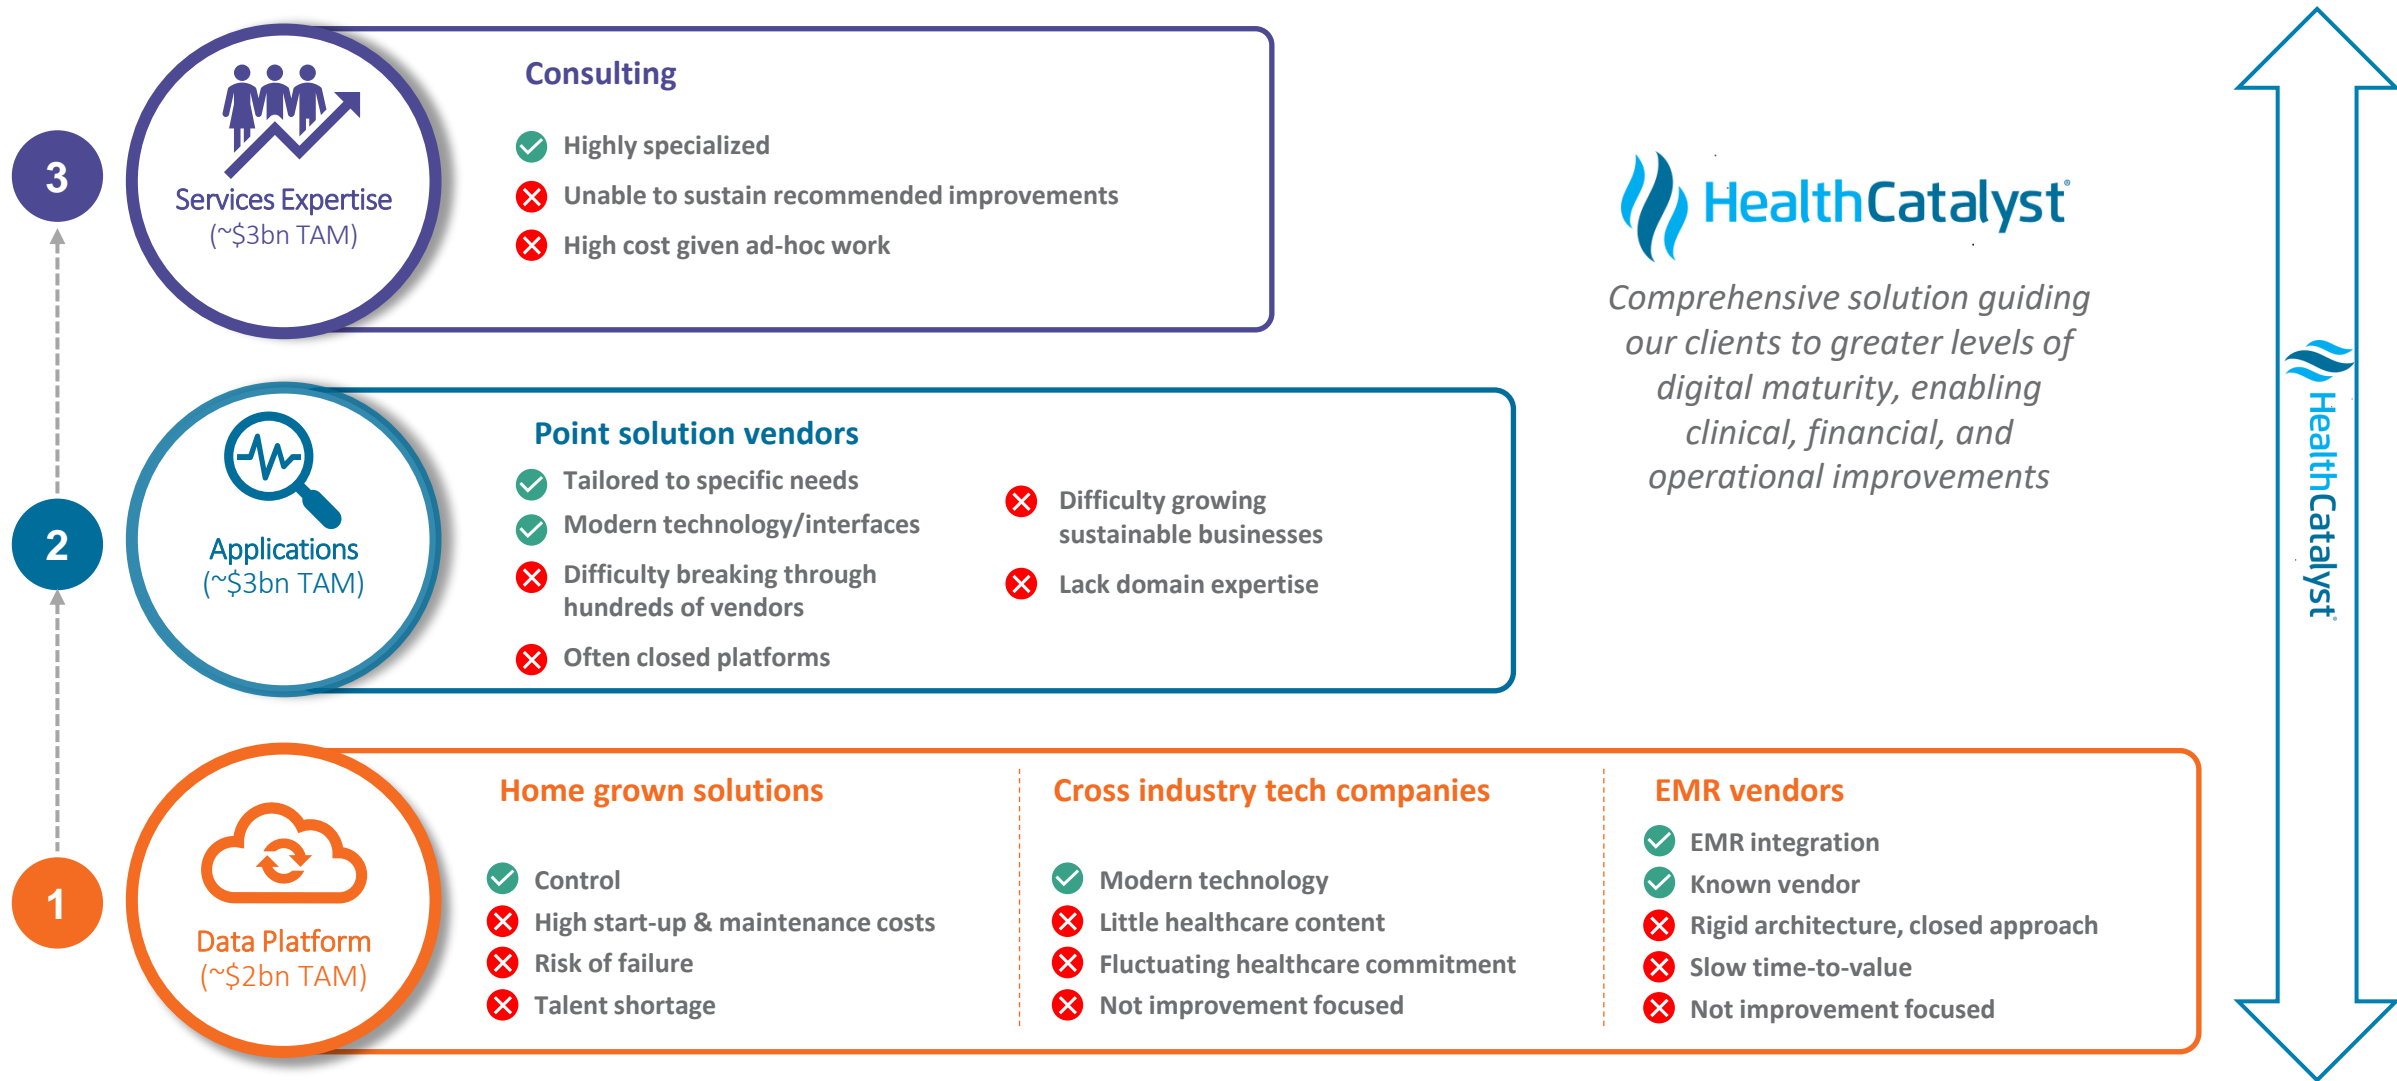 3
Services Expertise
(~$3bn TAM)
Consulting
Highly specialized
Unable to sustain recommended improvements
High cost given ad-hoc work
HealthCatalyst®
Comprehensive solution guiding
our clients to greater levels of
digital maturity, enabling
clinical, financial, and
operational improvements
2
Applications
(~$3bn TAM)
Point solution vendors
Tailored to specific needs
Modern technology/interfaces
Difficulty breaking through
hundreds of vendors
Often closed platforms
Difficulty growing
sustainable businesses
Lack domain expertise
1
Data Platform
(~$2bn TAM)
Home grown solutions
Control
High start-up & maintenance costs
Risk of failure
Talent shortage
Cross industry tech companies
Modern technology
Little healthcare content
Fluctuating healthcare commitment
Not improvement focused
EMR vendors
EMR integration
Known vendor
Rigid architecture, closed approach
Slow time-to-value
Not improvement focused
HealthCatalyst®